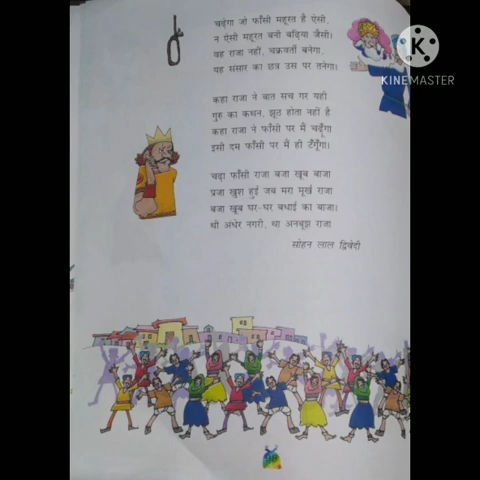 चढ़ेगा जो फाँसी महूरत है ऐसी,
न ऐसी महूरत बनी बढ़िया जैसी।
वह राजा नहीं, चक्रवर्ती बनेगा,
यह संसार का छत्र उस पर तनेगा।
कहा राजा ने बात सच गर यही
गुरु का कथन, झूठ होता नहीं है
कहा राजा ने फाँसी पर मैं चढूँगा
इसी दम फाँसी पर मैं ही टँगूँगा।
चढ़ा फाँसी राजा बजा खूब बाजा
प्रजा खुश हुई जब मरा मूर्ख राजा
बजा खूब घर-घर बधाई का बाजा।
थी अंधेर नगरी, था अनबूझ राजा
सोहन लाल द्विवेदी
KINEMASTER